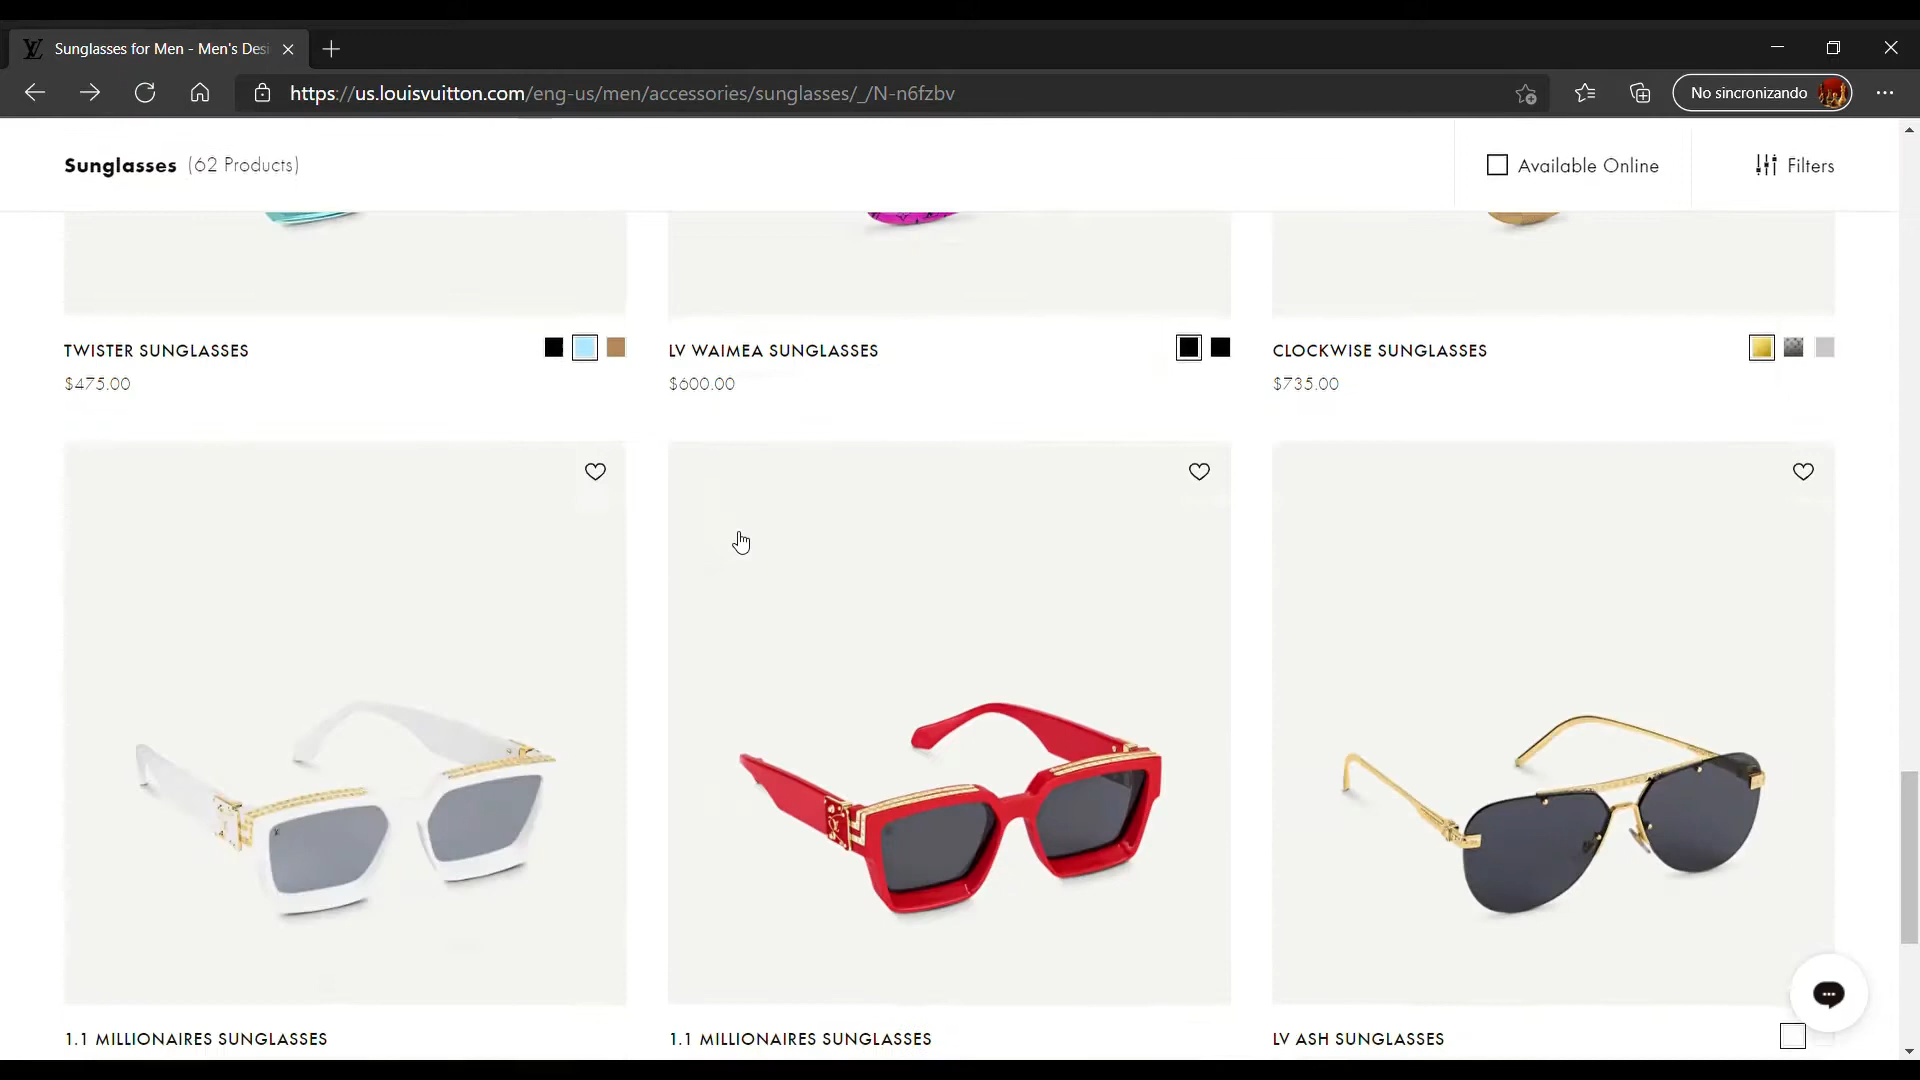 Sunglasses for Men - Men's Desi
https://us.louisvuitton.com/eng-us/men/accessories/sunglasses/_/N-n6fzbv
No sincronizando
Sunglasses (62 Products)
Available Online
Filters
TWISTER SUNGLASSES
$475.00
LV WAIMEA SUNGLASSES
$600.00
CLOCKWISE SUNGLASSES
$735.00
1.1 MILLIONAIRES SUNGLASSES
1.1 MILLIONAIRES SUNGLASSES
LV ASH SUNGLASSES